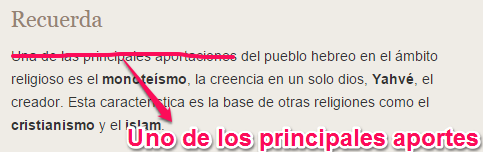 Recuerda
Una de las principales aportaciones del pueblo hebreo en el ámbito
religioso es el monoteísmo, la creencia en un solo dios, Yahvé, el
creador. Esta característica es la base de otras religiones como el
cristianismo y el islam.
Uno de los principales aportes